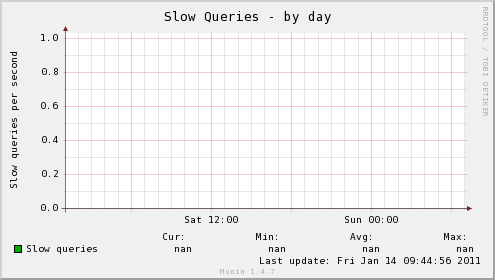 Slow Queries - by day
RRDTOOL / TOBI OETIKER
Slow queries per second
1.0
0.8
0.6
0.4
0.2
0.0
Sat 12:00 Sun 00:00
Cur: Min: Avg: Max:
Slow queries nan nan nan nan
Last update: Fri Jan 14 09:44:56 2011
Munin 1.4.7